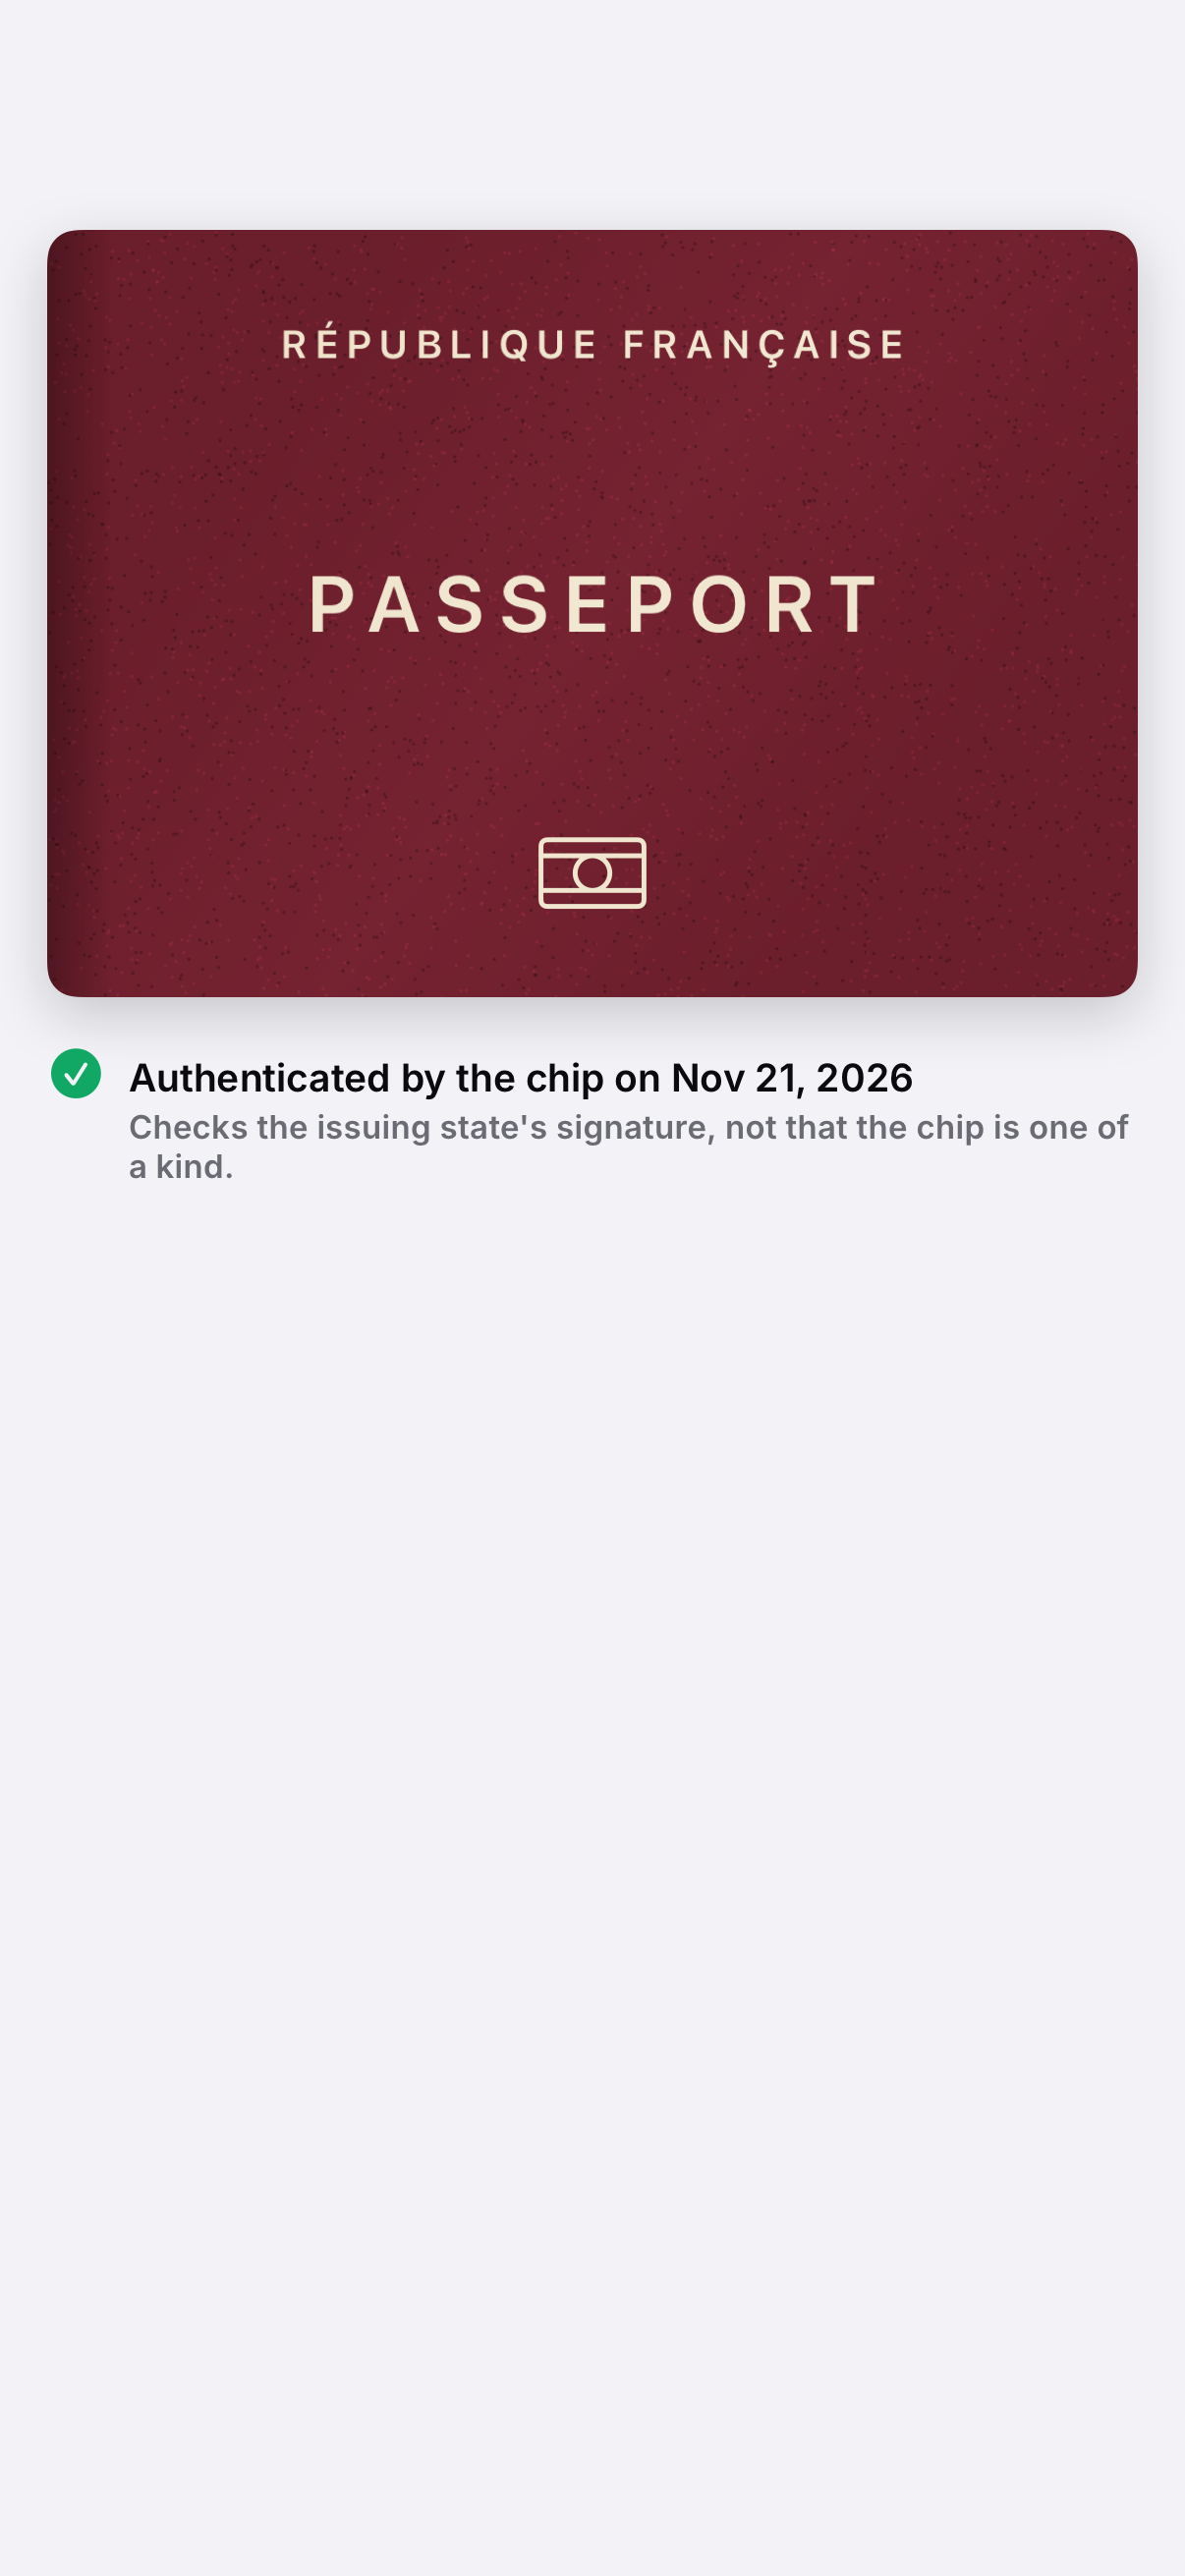 RÉPUBLIQUE FRANÇAISE
PASSEPORT
Authenticated by the chip on Nov 21, 2026
Checks the issuing state's signature, not that the chip is one of
a kind.